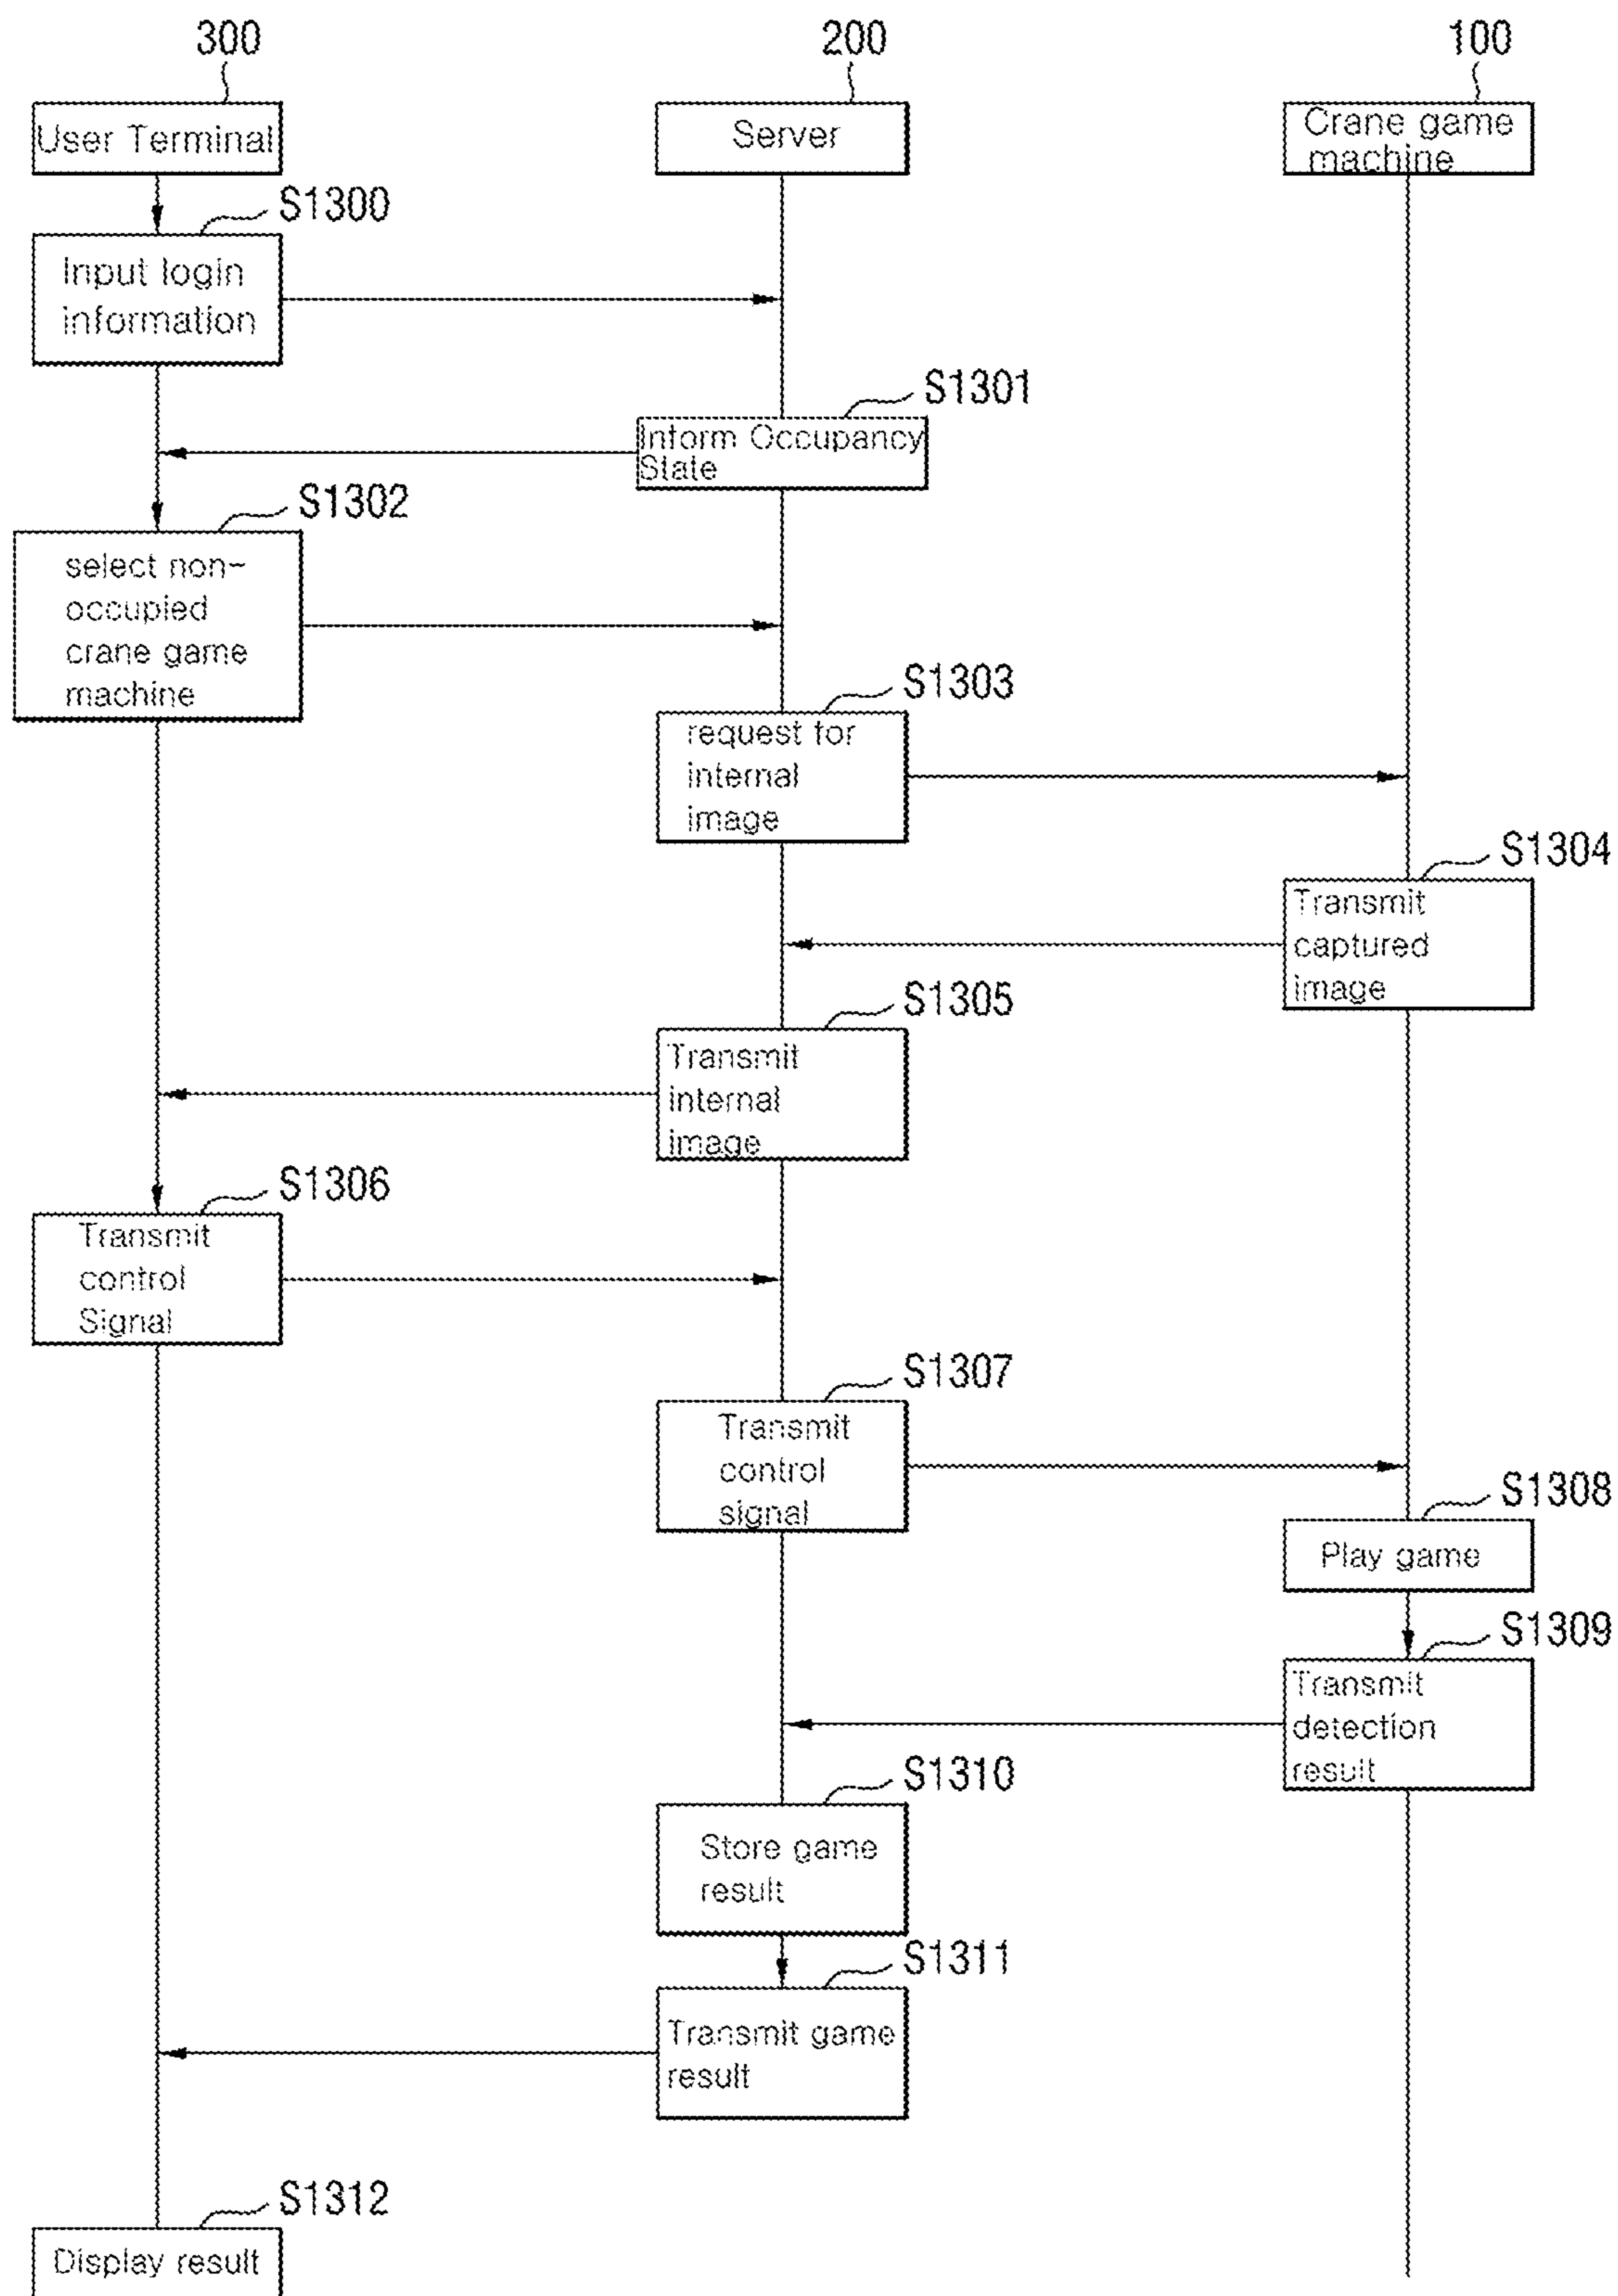 300
200
100
User Terminal
Server
Crane game
machine
S1300
Input login
information
S1301
Inform Occupancy
State
S1302
select non-
occupied
crane game
machine
S1303
request for
internal
image
S1304
Transmit
captured
image
S1305
Transmit
internal
image
S1306
Transmit
control
Signal
S1307
Transmit
control
signal
S1308
Play game
S1309
Transmit
detection
result
S1310
Store game
result
S1311
Transmit game
result
S1312
Display result